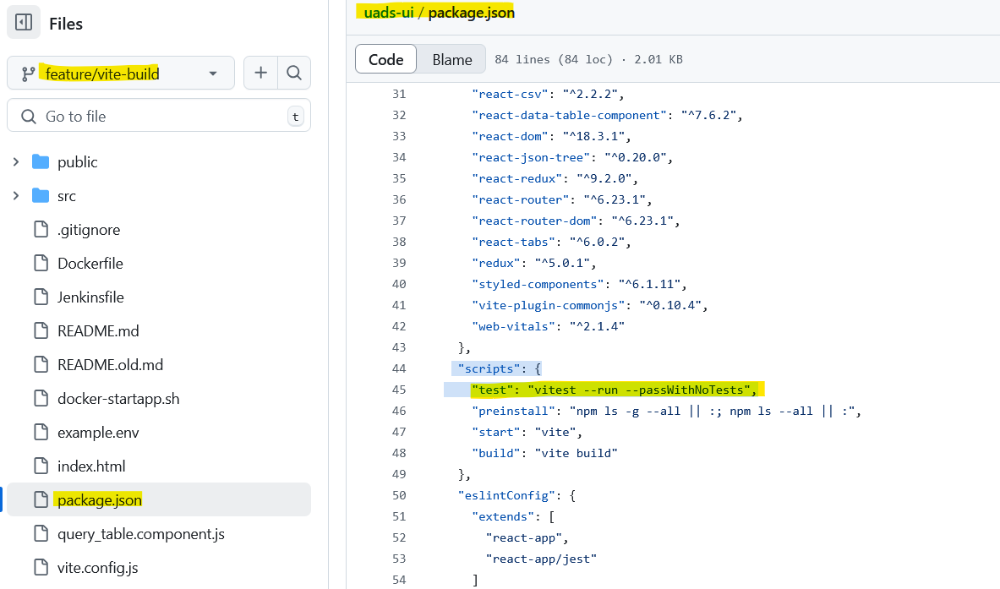 Files
feature/vite-build
Go to file
t
public
src
.gitignore
Dockerfile
Jenkinsfile
README.md
README.old.md
docker-startapp.sh
example.env
index.html
package.json
query_table.component.js
vite.config.js
uads-ui / package.json
Code Blame 84 lines (84 loc) · 2.01 KB
31 "react-csv": "^2.2.2",
32 "react-data-table-component": "^7.6.2",
33 "react-dom": "^18.3.1",
34 "react-json-tree": "^0.20.0",
35 "react-redux": "^9.2.0",
36 "react-router": "^6.23.1",
37 "react-router-dom": "^6.23.1",
38 "react-tabs": "^6.0.2",
39 "redux": "^5.0.1",
40 "styled-components": "^6.1.11",
41 "vite-plugin-commonjs": "^0.10.4",
42 "web-vitals": "^2.1.4"
43 },
44 "scripts": {
45 "test": "vitest --run --passWithNoTests",
46 "preinstall": "npm ls -g --all || :; npm ls --all || :",
47 "start": "vite",
48 "build": "vite build"
49 },
50 "eslintConfig": {
51 "extends": [
52 "react-app",
53 "react-app/jest"
54 ]